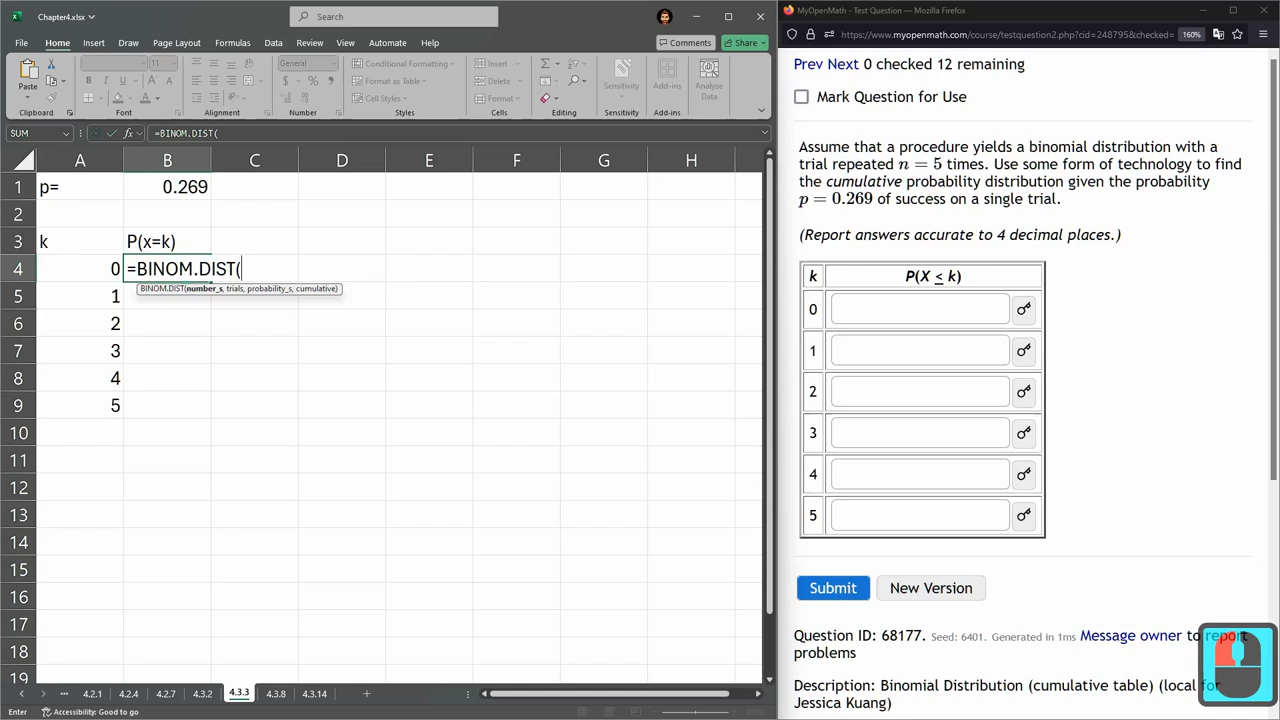 Chapter4.xlsx
Search
File Home Insert Draw Page Layout Formulas Data Review View Automate Help
Comments Share
Paste
General
Conditional Formatting
Format as Table
Cell Styles
Insert
Delete
Format
Sensitivity
Add-ins
Analyze
Data
Clipboard Font Alignment Number Styles Cells Editing Sensitivity Add-ins
SUM fx =BINOM.DIST(
A B C D E F G H
1 p= 0.269
2
3 k P(x=k)
4 0 =BINOM.DIST(
BINOM.DIST(number_s, trials, probability_s, cumulative)
5 1
6 2
7 3
8 4
9 5
10
11
12
13
14
15
16
17
18
19
... 4.2.1 4.2.4 4.2.7 4.3.2 4.3.3 4.3.8 4.3.14
Enter Accessibility: Good to go
MyOpenMath - Test Question — Mozilla Firefox
https://www.myopenmath.com/course/testquestion2.php?cid=248795&checked= 160%
Prev Next 0 checked 12 remaining
Mark Question for Use
Assume that a procedure yields a binomial distribution with a
trial repeated n = 5 times. Use some form of technology to find
the cumulative probability distribution given the probability
p = 0.269 of success on a single trial.
(Report answers accurate to 4 decimal places.)
k P(X ≤ k)
0
1
2
3
4
5
Submit New Version
Question ID: 68177. Seed: 6401. Generated in 1ms Message owner to report
problems
Description: Binomial Distribution (cumulative table) (local for
Jessica Kuang)